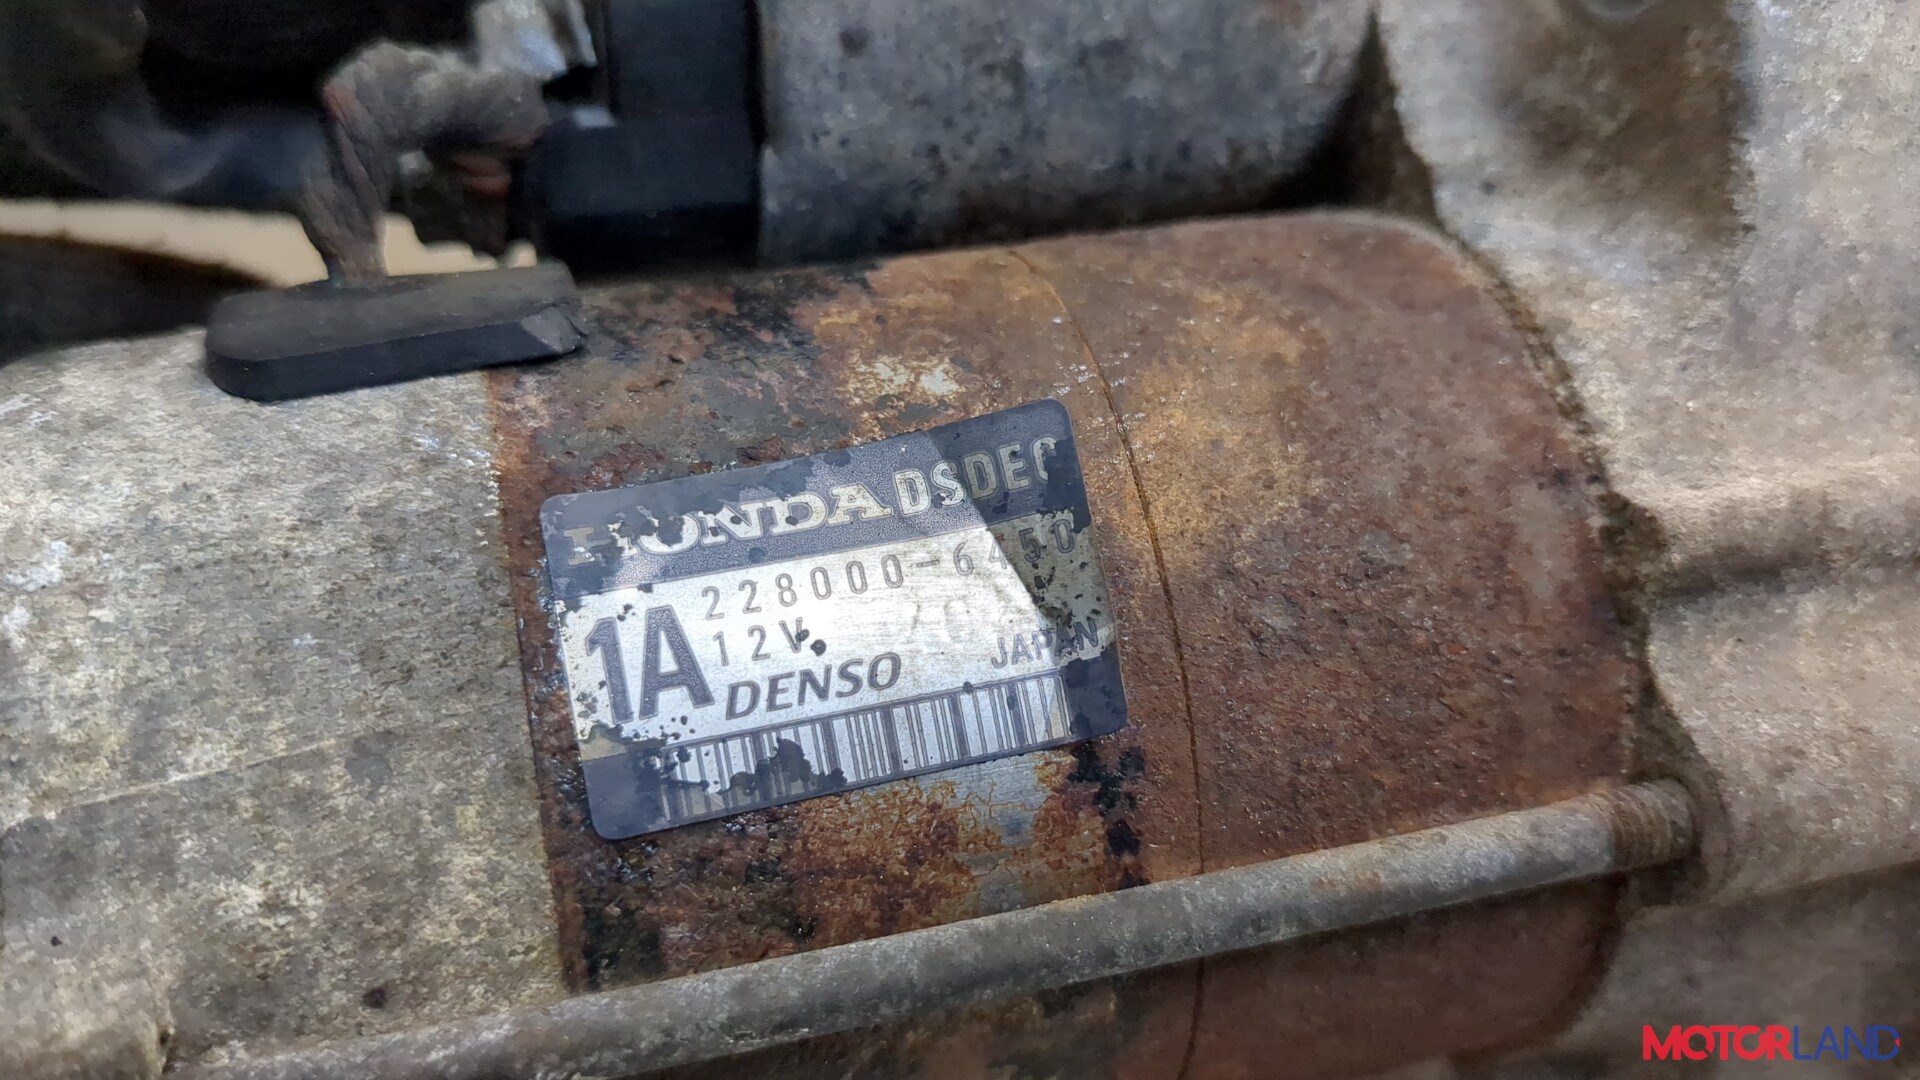 HONDA DSDEC
228000-6450
1A
12V
DENSO
JAPAN
MOTORLAND